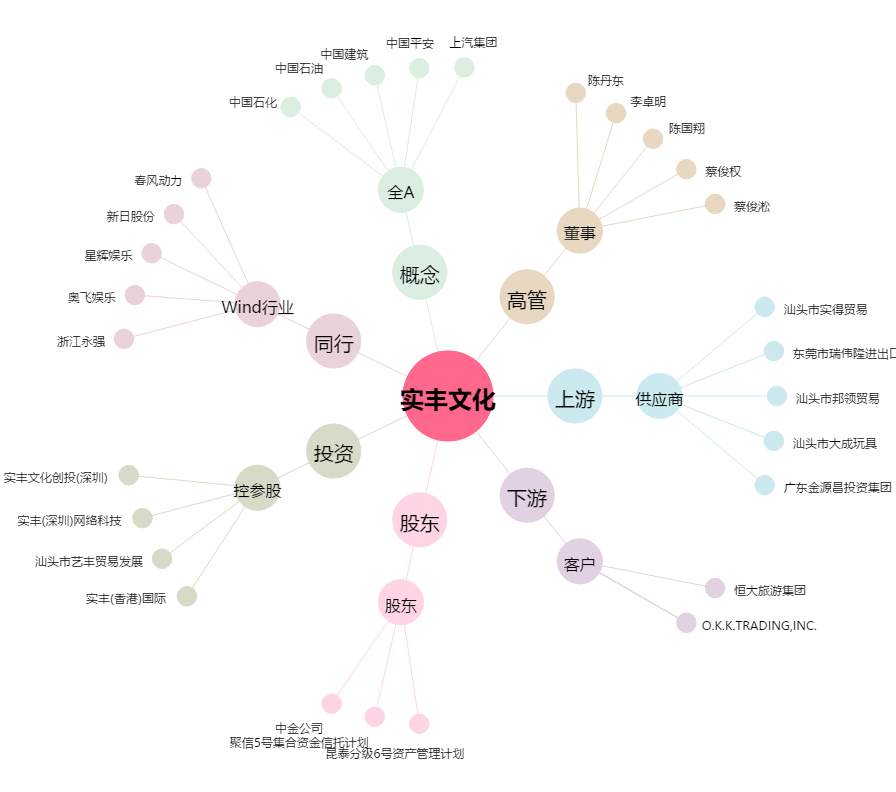 上汽集团
中国平安
中国建筑
中国石油
中国石化
陈丹东
李卓明
陈国翔
蔡俊权
蔡俊淞
春风动力
新日股份
星辉娱乐
奥飞娱乐
浙江永强
全A
董事
概念
高管
Wind行业
同行
汕头市实得贸易
东莞市瑞伟隆进出口
实丰文化
上游
供应商
汕头市邦领贸易
汕头市大成玩具
广东金源昌投资集团
投资
控参股
实丰文化创投(深圳)
实丰(深圳)网络科技
汕头市艺丰贸易发展
实丰(香港)国际
下游
股东
客户
恒大旅游集团
O.K.K.TRADING,INC.
股东
中金公司
聚信5号集合资金信托计划
昆泰分级6号资产管理计划